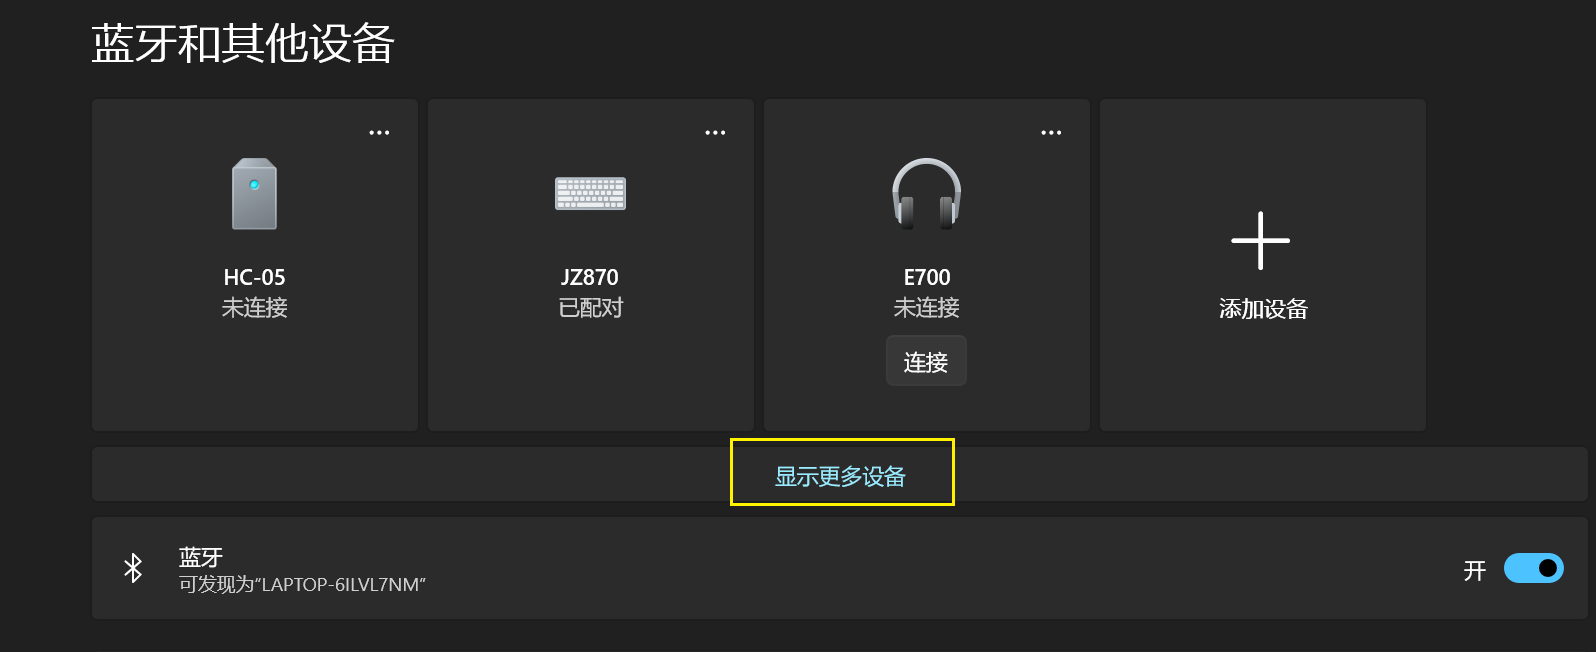 蓝牙和其他设备
HC-05
未连接
JZ870
已配对
E700
未连接
连接
添加设备
显示更多设备
蓝牙
可发现为“LAPTOP-6ILVL7NM”
开